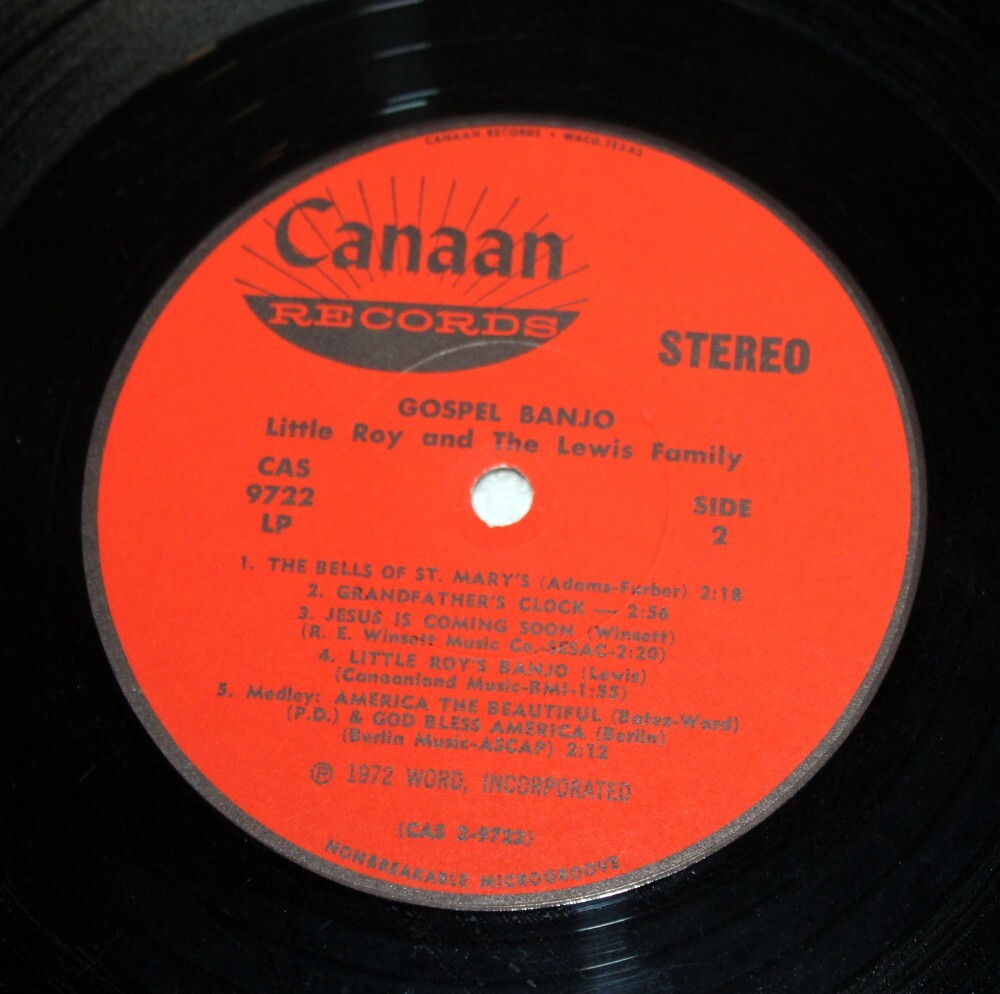 CANAAN RECORDS • WACO, TEXAS
Canaan
RECORDS
STEREO
GOSPEL BANJO
Little Roy and The Lewis Family
CAS
9722
LP
SIDE
2
1. THE BELLS OF ST. MARY'S (Adams-Furber) 2:18
2. GRANDFATHER'S CLOCK — 2:56
3. JESUS IS COMING SOON (Winsett)
(R. E. Winsett Music Co.-SESAC-2:20)
4. LITTLE ROY'S BANJO (Lewis)
(Canaanland Music-BMI-1:55)
5. Medley: AMERICA THE BEAUTIFUL (Bates-Ward)
(P.D.) & GOD BLESS AMERICA (Berlin)
(Berlin Music-ASCAP) 2:12
℗ 1972 WORD, INCORPORATED
(CAS 2-9722)
NONBREAKABLE MICROGROOVE